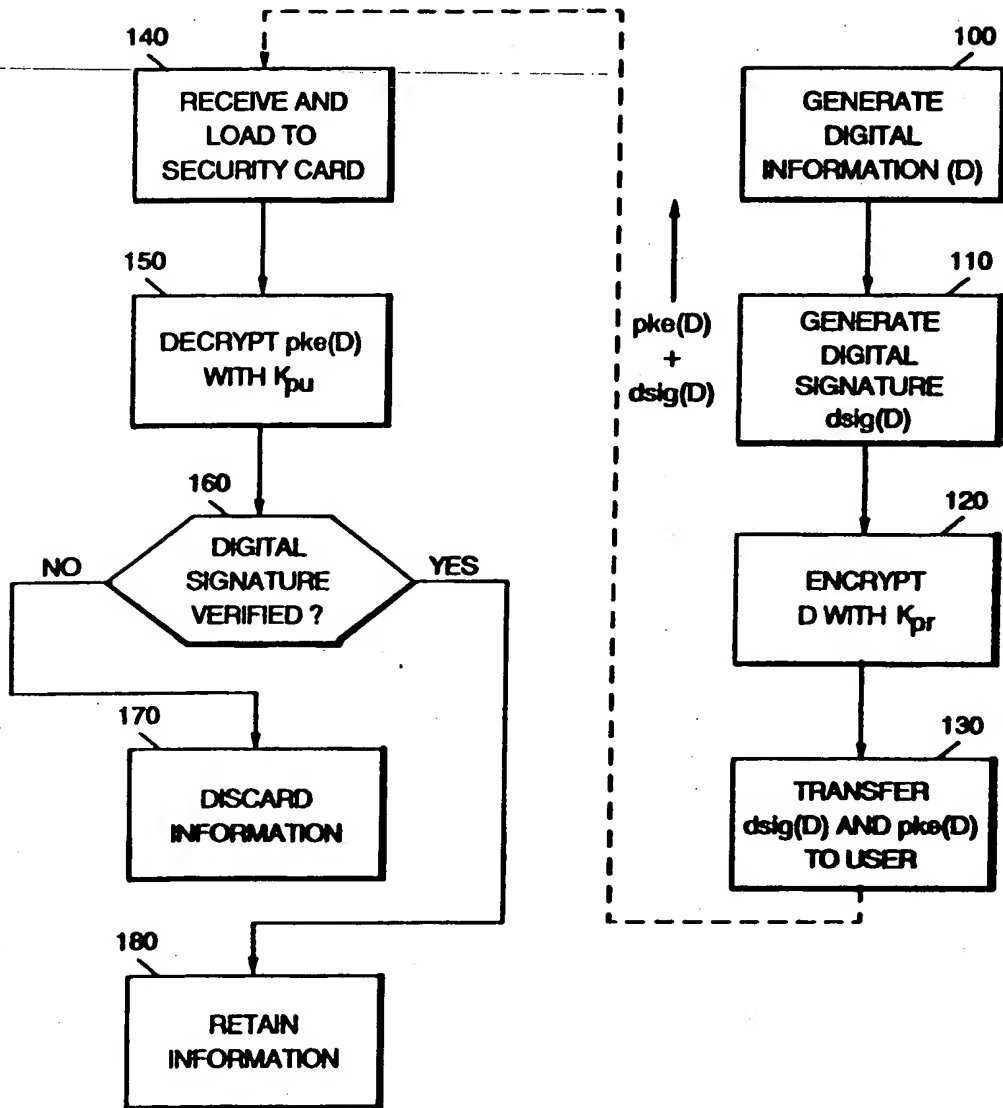 140
RECEIVE AND
LOAD TO
SECURITY CARD
150
DECRYPT pke(D)
WITH Kpu
160
DIGITAL
SIGNATURE
VERIFIED ?
NO
YES
170
DISCARD
INFORMATION
180
RETAIN
INFORMATION
pke(D)
+
dsig(D)
100
GENERATE
DIGITAL
INFORMATION (D)
110
GENERATE
DIGITAL
SIGNATURE
dsig(D)
120
ENCRYPT
D WITH Kpr
130
TRANSFER
dsig(D) AND pke(D)
TO USER